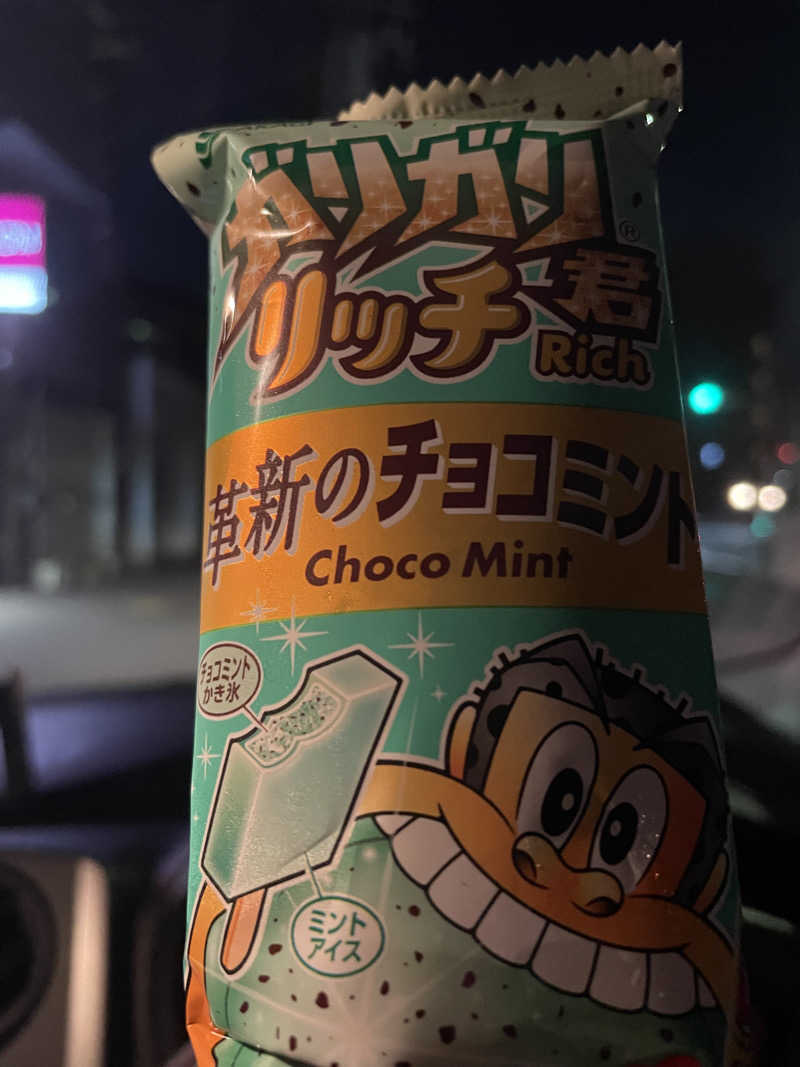 ガリガリ君®
リッチ
Rich
革新のチョコミント
Choco Mint
チョコミント
かき氷
ミント
アイス